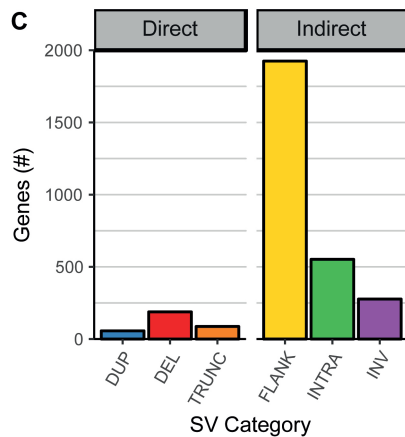 C
Direct
Indirect
Genes (#)
2000
1500
1000
500
0
DUP
DEL
TRUNC
FLANK
INTRA
INV
SV Category